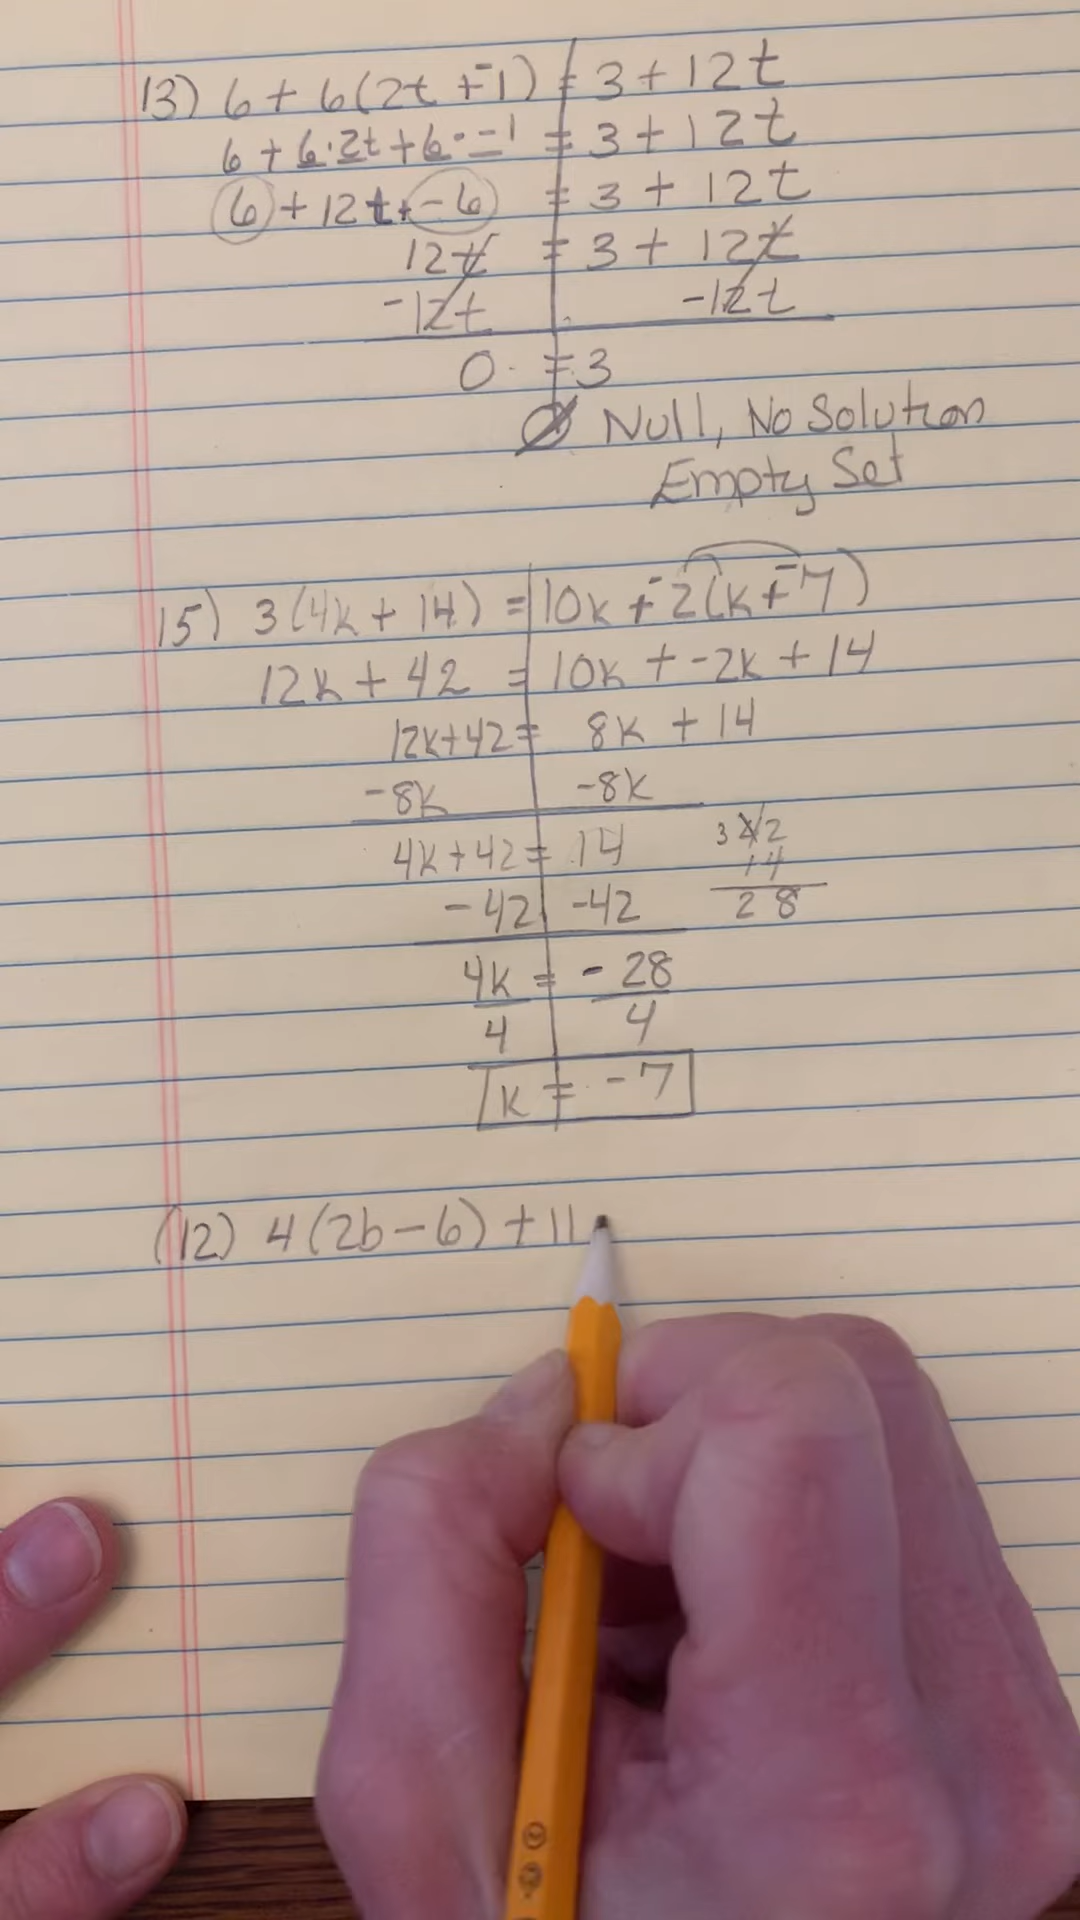 13) 6 + 6(2t + -1) = 3 + 12t
6 + 6·2t + 6·-1 = 3 + 12t
6 + 12t + -6 = 3 + 12t
12t = 3 + 12t
-12t -12t
0 = 3
Ø Null, No Solution
Empty Set
15) 3(4k + 14) = 10k + -2(k + -7)
12k + 42 = 10k + -2k + 14
12k+42 = 8k + 14
-8k -8k
4k+42 = 14 3 4 12
-42 -42 14
28
4k = -28
4 4
k = -7
(12) 4(2b - 6) + 11